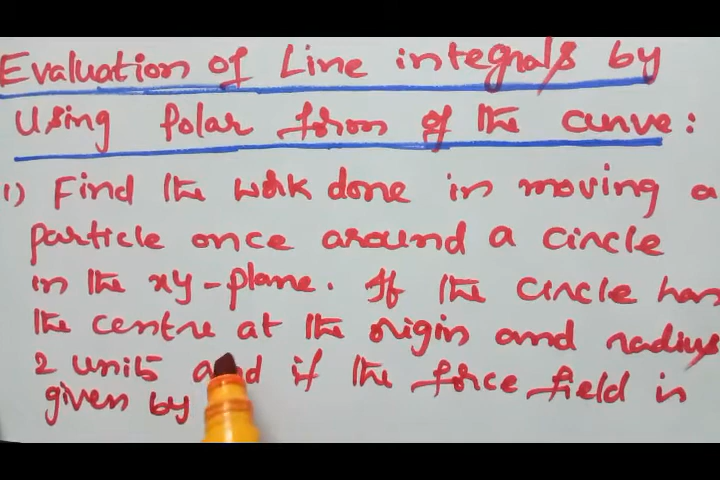 Evaluation of Line integrals by
Using Polar form of the curve:
1) Find the work done in moving a
particle once around a circle
in the xy-plane. If the circle has
the centre at the origin and radius
2 units and if the force field is
given by